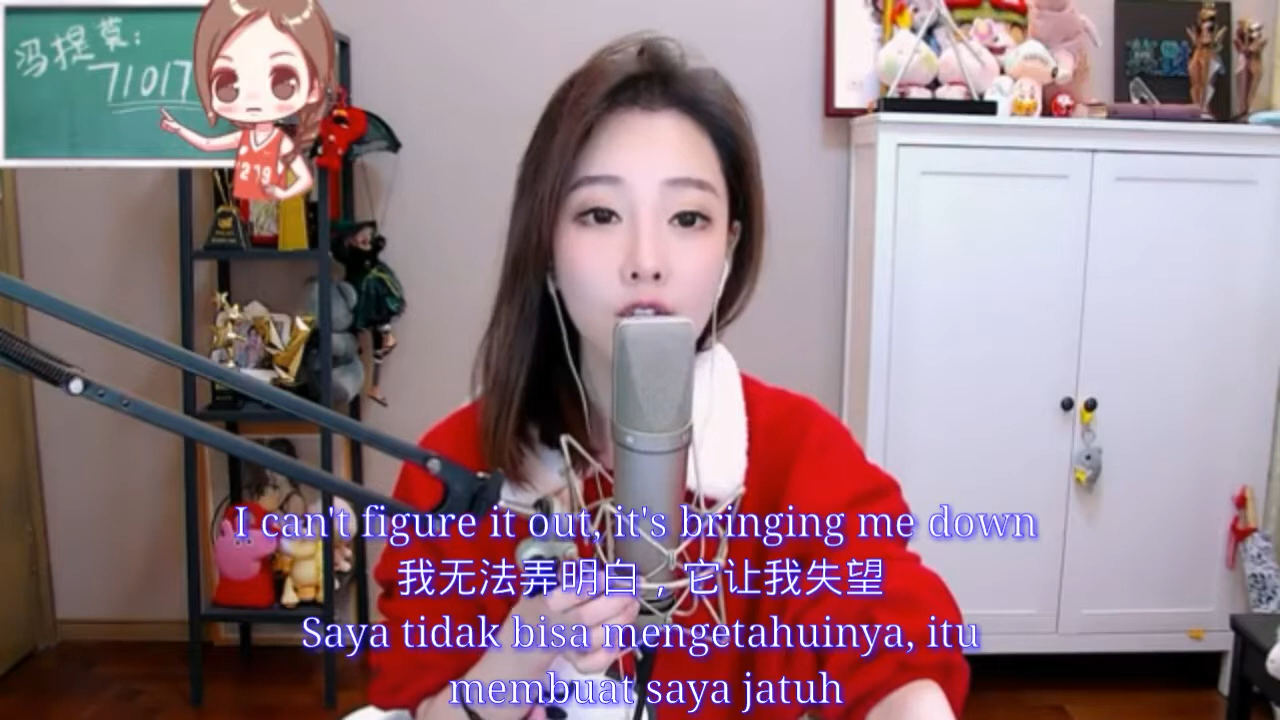 冯提莫:
71017
219
I can't figure it out, it's bringing me down
我无法弄明白，它让我失望
Saya tidak bisa mengetahuinya, itu
membuat saya jatuh